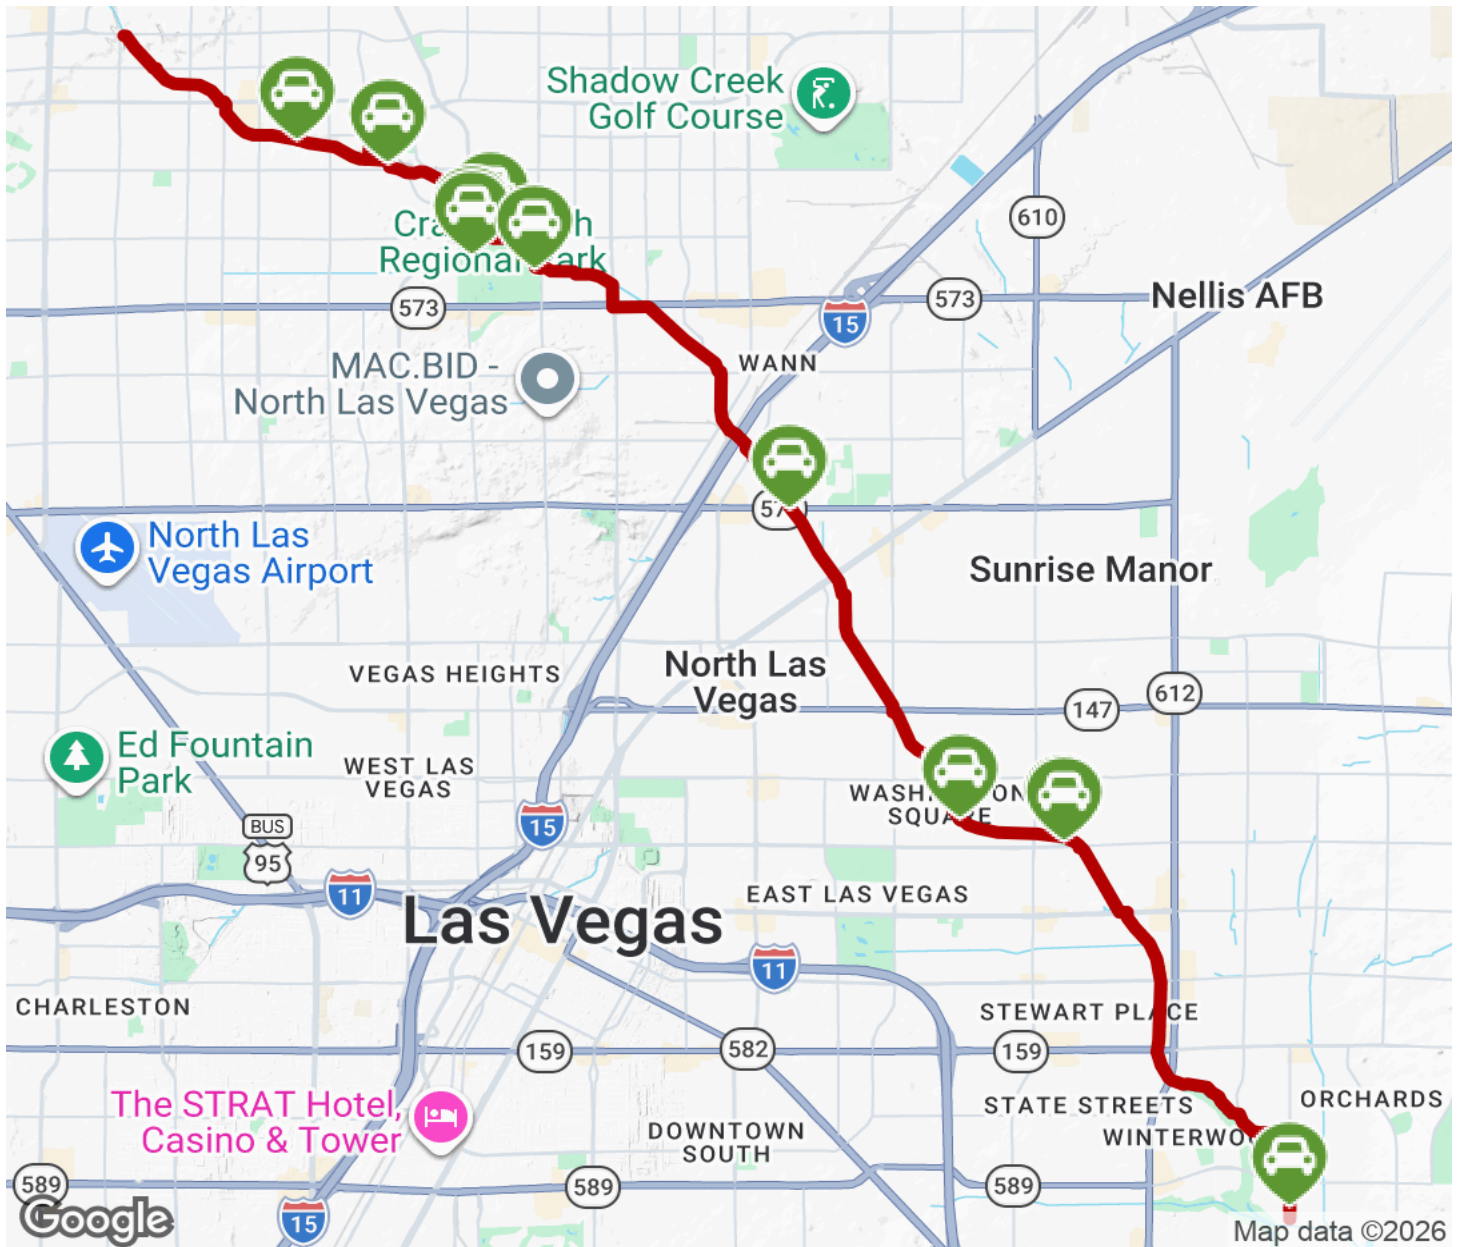 Shadow Creek
Golf Course
610
Regional Park
573
573
Nellis AFB
15
MAC.BID -
North Las Vegas
WANN
North Las
Vegas Airport
Sunrise Manor
VEGAS HEIGHTS
North Las
Vegas
612
147
Ed Fountain
Park
WEST LAS
VEGAS
BUS
95
15
11
EAST LAS VEGAS
Las Vegas
11
CHARLESTON
STEWART PLACE
159
582
159
The STRAT Hotel,
Casino & Tower
STATE STREETS
ORCHARDS
DOWNTOWN
SOUTH
589
589
589
15
Google
Map data ©2026